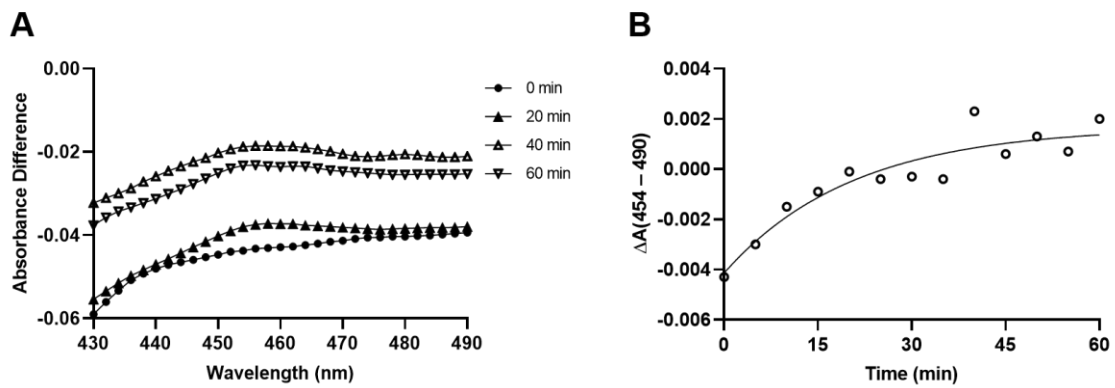 A
0.00
-0.02
-0.04
-0.06
Absorbance Difference
430 440 450 460 470 480 490
Wavelength (nm)
0 min
20 min
40 min
60 min
B
0.004
0.002
0.000
-0.002
-0.004
-0.006
ΔA(454 – 490)
0 15 30 45 60
Time (min)